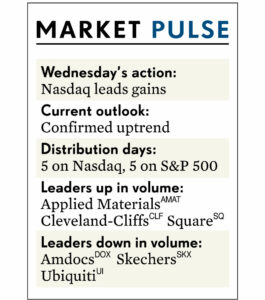 MARKET PULSE
Wednesday's action:
Nasdaq leads gains
Current outlook:
Confirmed uptrend
Distribution days:
5 on Nasdaq, 5 on S&P 500
Leaders up in volume:
Applied Materials AMAT
Cleveland-Cliffs CLF Square SQ
Leaders down in volume:
Amdocs DOX Skechers SKX
Ubiquiti UI